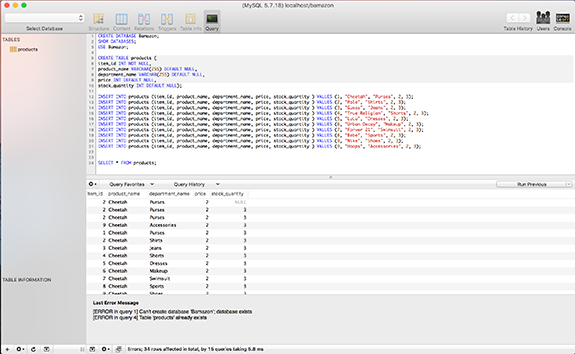 (MySQL 5.7.18) localhost/bamazon
Select Database
Structure Content Relations Triggers Table Info Query
Table History Users Console
TABLES
products
CREATE DATABASE Bamazon;
SHOW DATABASES;
USE Bamazon;
CREATE TABLE products (
item_id INT NOT NULL,
product_name VARCHAR(255) DEFAULT NULL,
department_name VARCHAR(255) DEFAULT NULL,
price INT DEFAULT NULL,
stock_quantity INT DEFAULT NULL);
INSERT INTO products (item_id, product_name, department_name, price, stock_quantity ) VALUES (1, "Cheetah", "Purses", 2, 3);
INSERT INTO products (item_id, product_name, department_name, price, stock_quantity ) VALUES (2, "Polo", "Shirts", 2, 3);
INSERT INTO products (item_id, product_name, department_name, price, stock_quantity ) VALUES (3, "Guess", "Jeans", 2, 3);
INSERT INTO products (item_id, product_name, department_name, price, stock_quantity ) VALUES (4, "True Religion", "Shorts", 2, 3);
INSERT INTO products (item_id, product_name, department_name, price, stock_quantity ) VALUES (5, "Lulu", "Dresses", 2, 3);
INSERT INTO products (item_id, product_name, department_name, price, stock_quantity ) VALUES (6, "Urban Decay", "Makeup", 2, 3);
INSERT INTO products (item_id, product_name, department_name, price, stock_quantity ) VALUES (7, "Forver 21", "Swimsuit", 2, 3);
INSERT INTO products (item_id, product_name, department_name, price, stock_quantity ) VALUES (8, "Bebe", "Sports", 2, 3);
INSERT INTO products (item_id, product_name, department_name, price, stock_quantity ) VALUES (9, "Nike", "Shoes", 2, 3);
INSERT INTO products (item_id, product_name, department_name, price, stock_quantity ) VALUES (9, "Hoops", "Accessories", 2, 3);
SELECT * FROM products;
Query Favorites Query History Run Previous
item_id product_name department_name price stock_quantity
2 Cheetah Purses 2 NULL
2 Cheetah Purses 2 3
2 Cheetah Purses 2 3
9 Cheetah Accessories 2 3
1 Cheetah Purses 2 3
2 Cheetah Shirts 2 3
3 Cheetah Jeans 2 3
4 Cheetah Shorts 2 3
5 Cheetah Dresses 2 3
6 Cheetah Makeup 2 3
7 Cheetah Swimsuit 2 3
8 Cheetah Sports 2 3
9 Cheetah Shoes 2 3
TABLE INFORMATION
Last Error Message
[ERROR in query 1] Can't create database 'Bamazon'; database exists
[ERROR in query 4] Table 'products' already exists
Errors; 34 rows affected in total, by 15 queries taking 5.8 ms